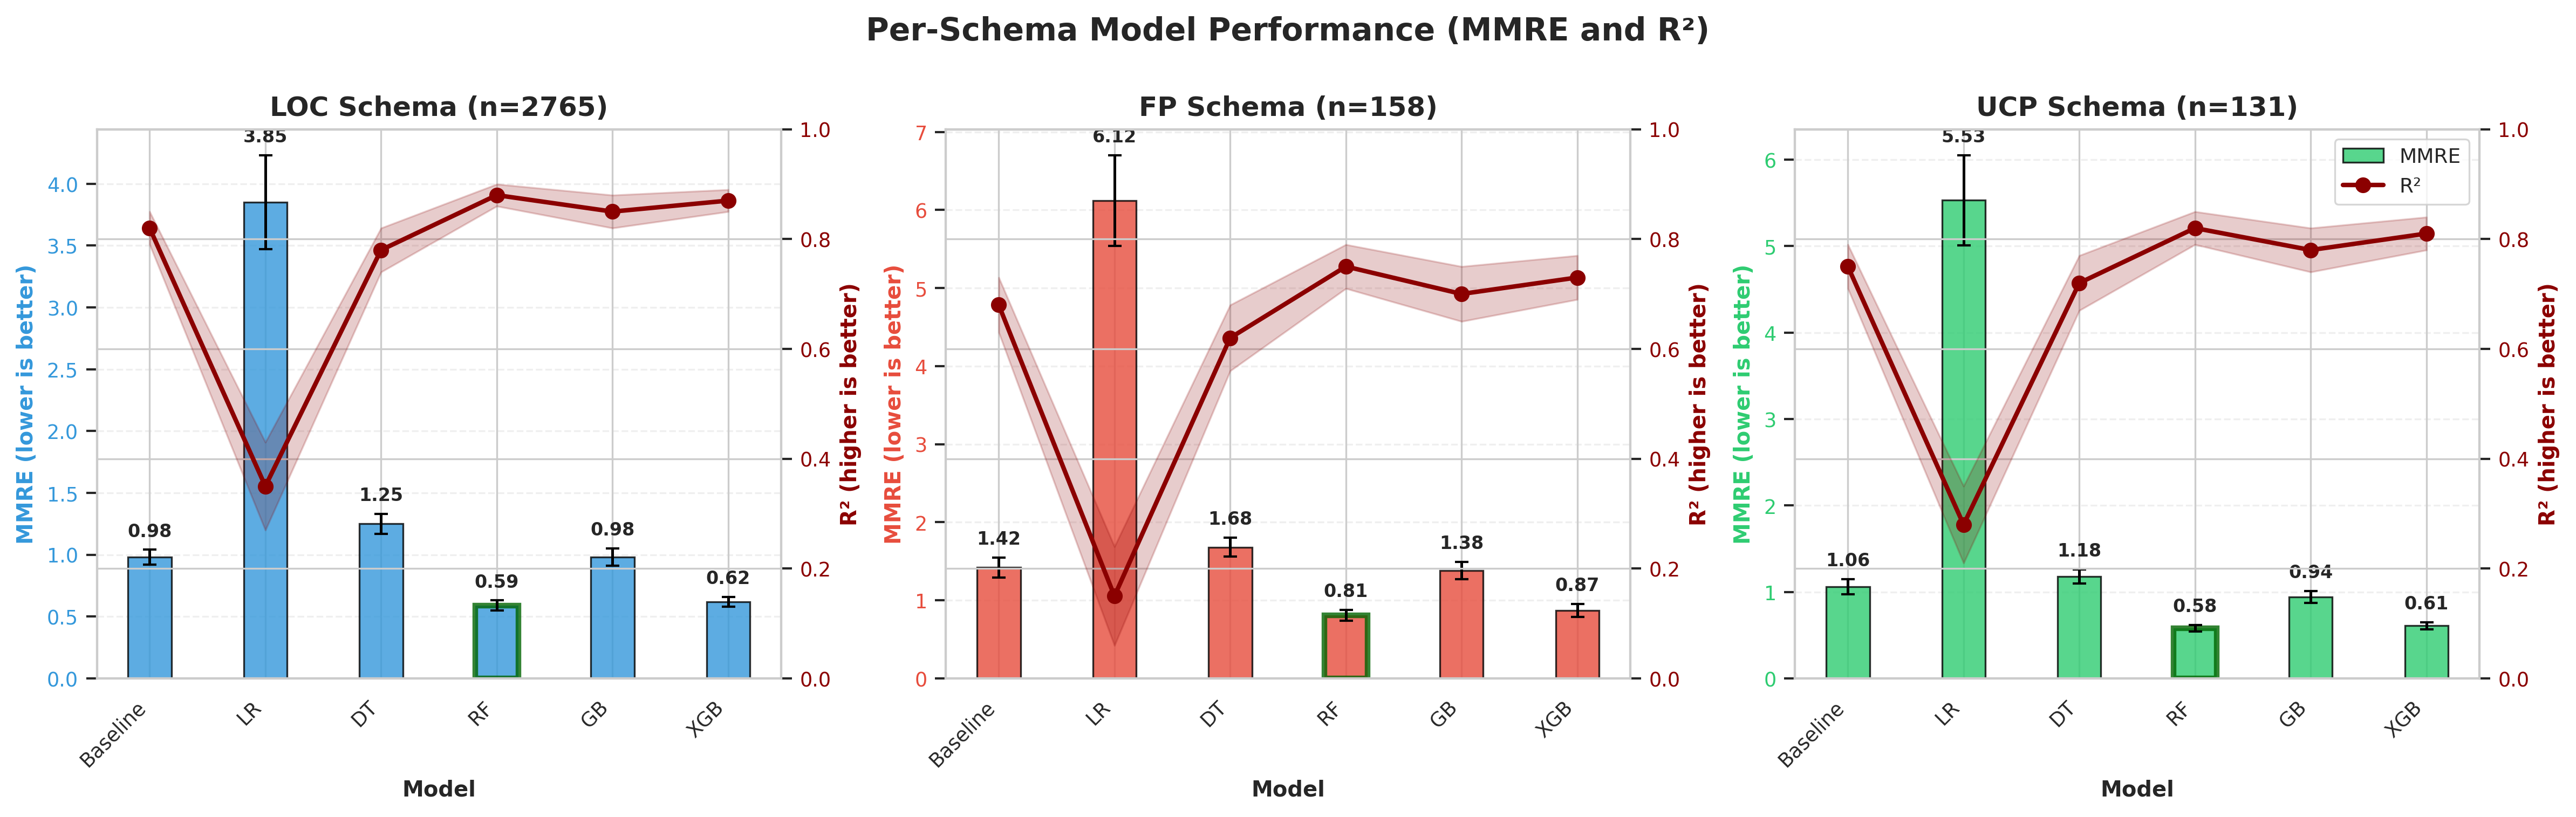 Per-Schema Model Performance (MMRE and R²)
LOC Schema (n=2765)
MMRE (lower is better)
4.0
3.5
3.0
2.5
2.0
1.5
1.0
0.5
0.0
0.98
3.85
1.25
0.59
0.98
0.62
1.0
0.8
0.6
0.4
0.2
0.0
R² (higher is better)
Baseline
LR
DT
RF
GB
XGB
Model
FP Schema (n=158)
MMRE (lower is better)
7
6
5
4
3
2
1
0
1.42
6.12
1.68
0.81
1.38
0.87
1.0
0.8
0.6
0.4
0.2
0.0
R² (higher is better)
Baseline
LR
DT
RF
GB
XGB
Model
UCP Schema (n=131)
MMRE (lower is better)
6
5
4
3
2
1
0
1.06
5.53
1.18
0.58
0.94
0.61
MMRE
R²
1.0
0.8
0.6
0.4
0.2
0.0
R² (higher is better)
Baseline
LR
DT
RF
GB
XGB
Model